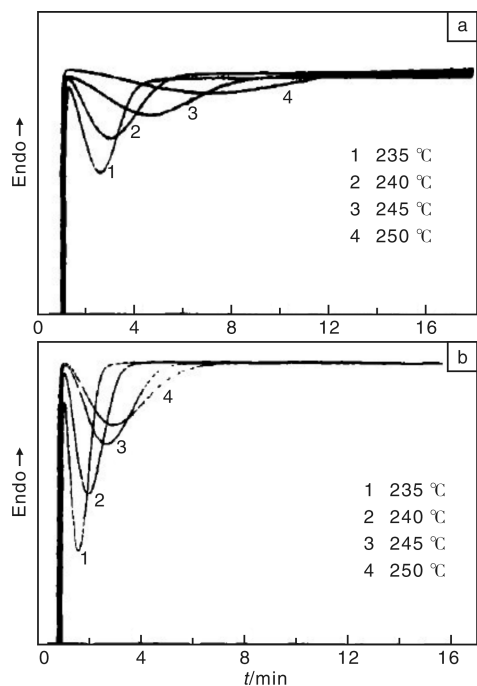 a
Endo →
1
2
3
4
1 235 ℃
2 240 ℃
3 245 ℃
4 250 ℃
0 4 8 12 16
b
Endo →
1
2
3
4
1 235 ℃
2 240 ℃
3 245 ℃
4 250 ℃
0 4 8 12 16
t/min